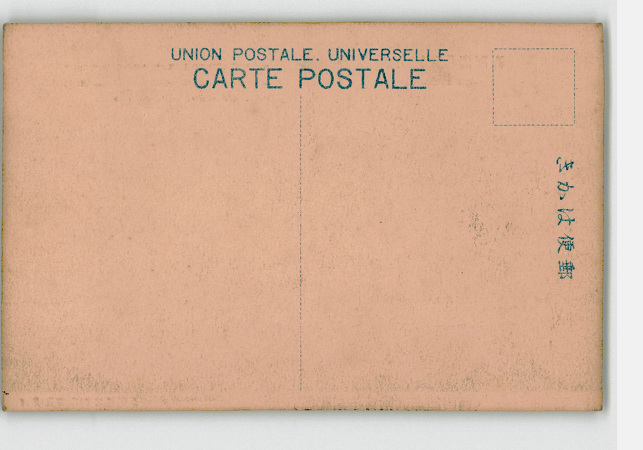 UNION POSTALE. UNIVERSELLE
CARTE POSTALE
きかは便郵